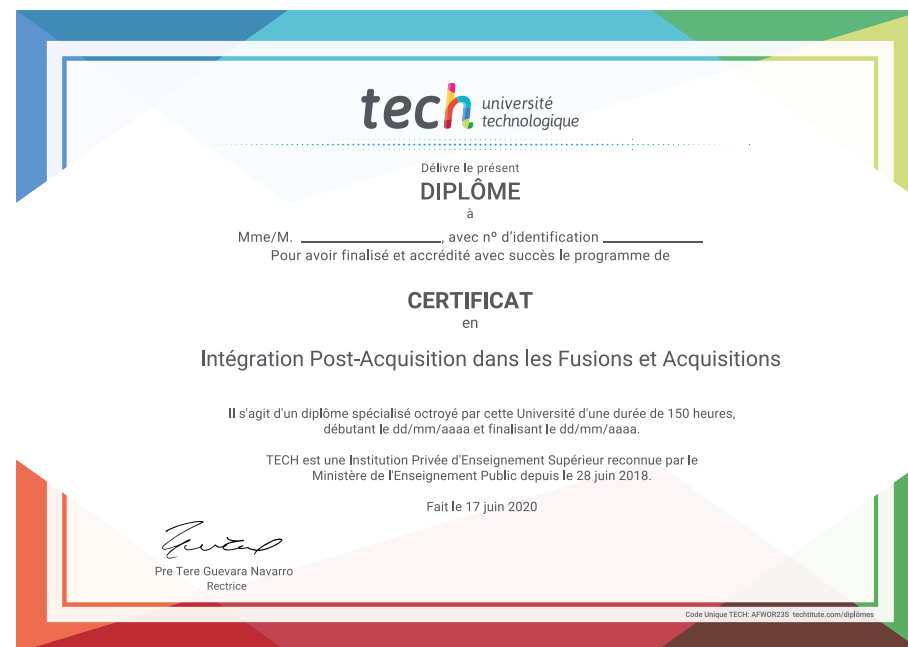 tech université
technologique
Délivre le présent
DIPLÔME
à
Mme/M. ____________________, avec nº d'identification ______________
Pour avoir finalisé et accrédité avec succès le programme de
CERTIFICAT
en
Intégration Post-Acquisition dans les Fusions et Acquisitions
Il s'agit d'un diplôme spécialisé octroyé par cette Université d'une durée de 150 heures,
débutant le dd/mm/aaaa et finalisant le dd/mm/aaaa.
TECH est une Institution Privée d'Enseignement Supérieur reconnue par le
Ministère de l'Enseignement Public depuis le 28 juin 2018.
Fait le 17 juin 2020
Pre Tere Guevara Navarro
Rectrice
Code Unique TECH: AFWOR23S techtitute.com/diplômes